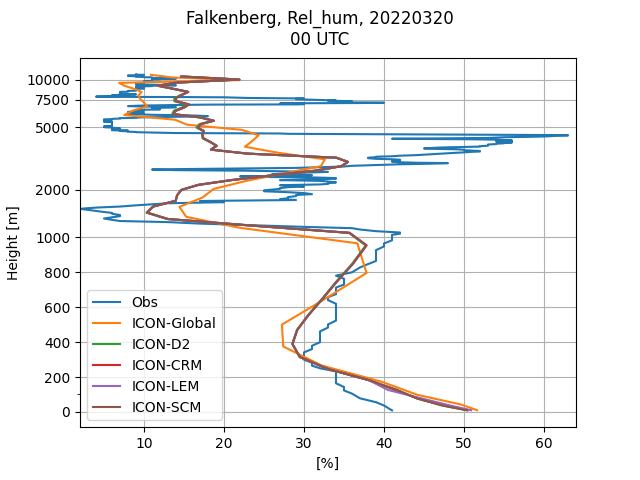 Falkenberg, Rel_hum, 20220320
00 UTC
10000
7500
5000
2000
1000
800
600
400
200
0
Height [m]
Obs
ICON-Global
ICON-D2
ICON-CRM
ICON-LEM
ICON-SCM
10 20 30 40 50 60
[%]